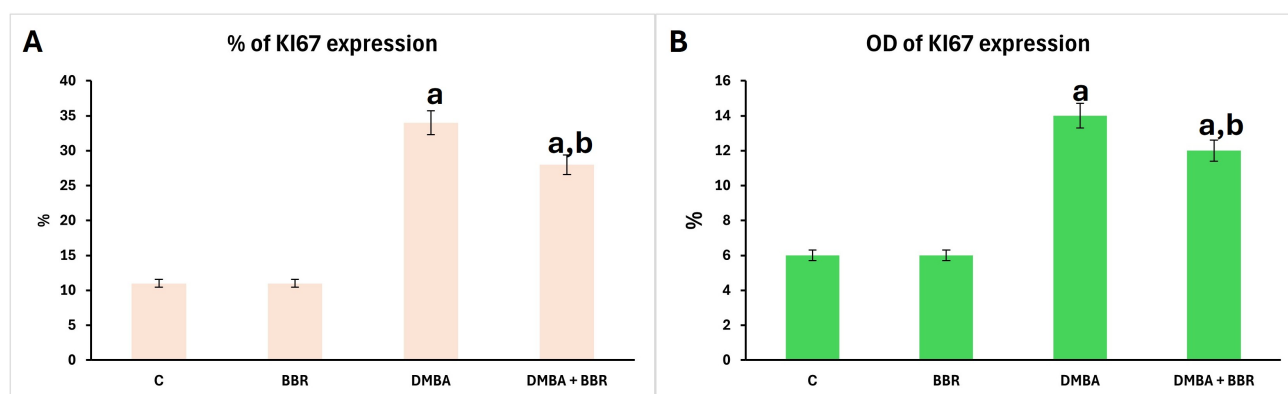 A
% of KI67 expression
40
35
30
25
20
15
10
5
0
%
a
a,b
C BBR DMBA DMBA + BBR
B
OD of KI67 expression
16
14
12
10
8
6
4
2
0
%
a
a,b
C BBR DMBA DMBA + BBR